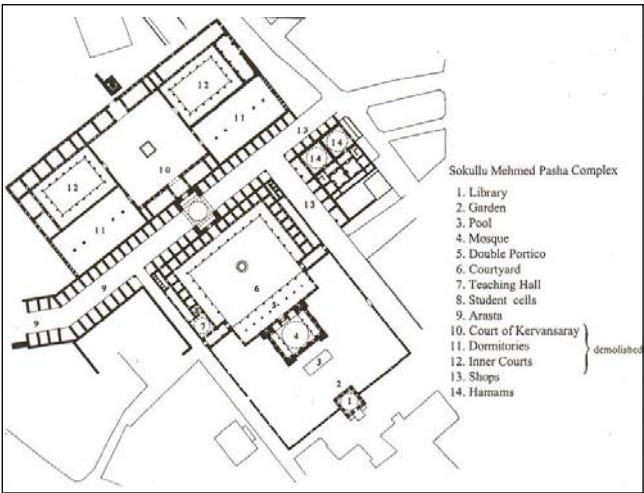 12
11
13
14
14
10
12
13
11
6
9
5
8
7
4
9
3
2
1
Sokullu Mehmed Pasha Complex
1. Library
2. Garden
3. Pool
4. Mosque
5. Double Portico
6. Courtyard
7. Teaching Hall
8. Student cells
9. Arasta
10. Court of Kervansaray
11. Dormitories
12. Inner Courts
demolished
13. Shops
14. Hamams